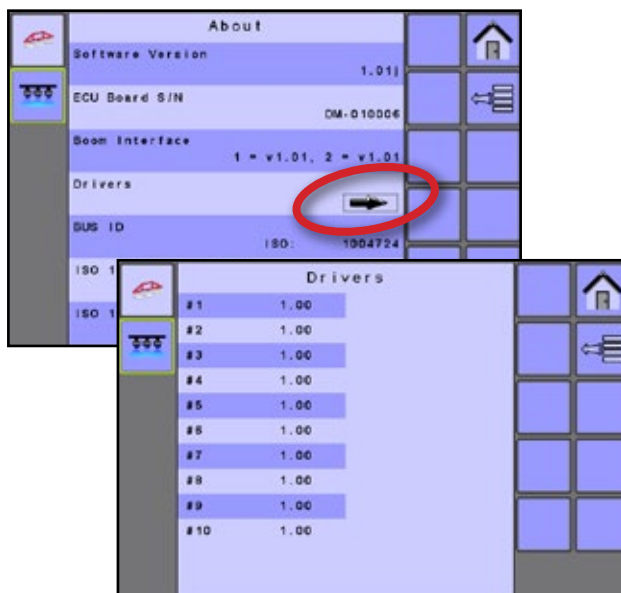 About
Software Version
1.01j
ECU Board S/N
DM-010006
Boom Interface
1 = v1.01, 2 = v1.01
Drivers
BUS ID
ISO: 1004724
ISO 1
ISO 1
Drivers
#1 1.00
#2 1.00
#3 1.00
#4 1.00
#5 1.00
#6 1.00
#7 1.00
#8 1.00
#9 1.00
#10 1.00